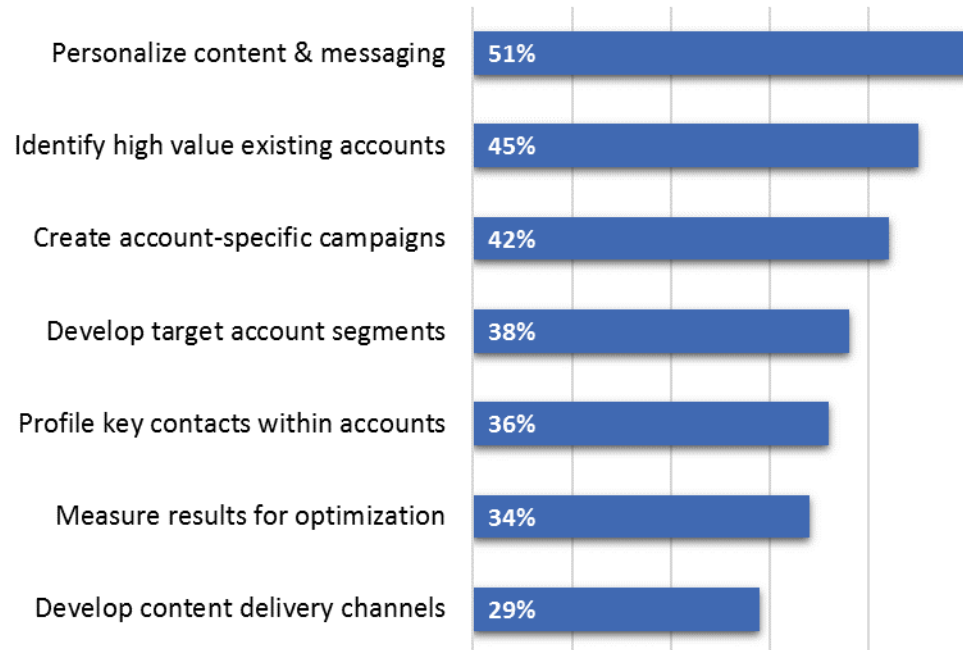 Personalize content & messaging 51%
Identify high value existing accounts 45%
Create account-specific campaigns 42%
Develop target account segments 38%
Profile key contacts within accounts 36%
Measure results for optimization 34%
Develop content delivery channels 29%